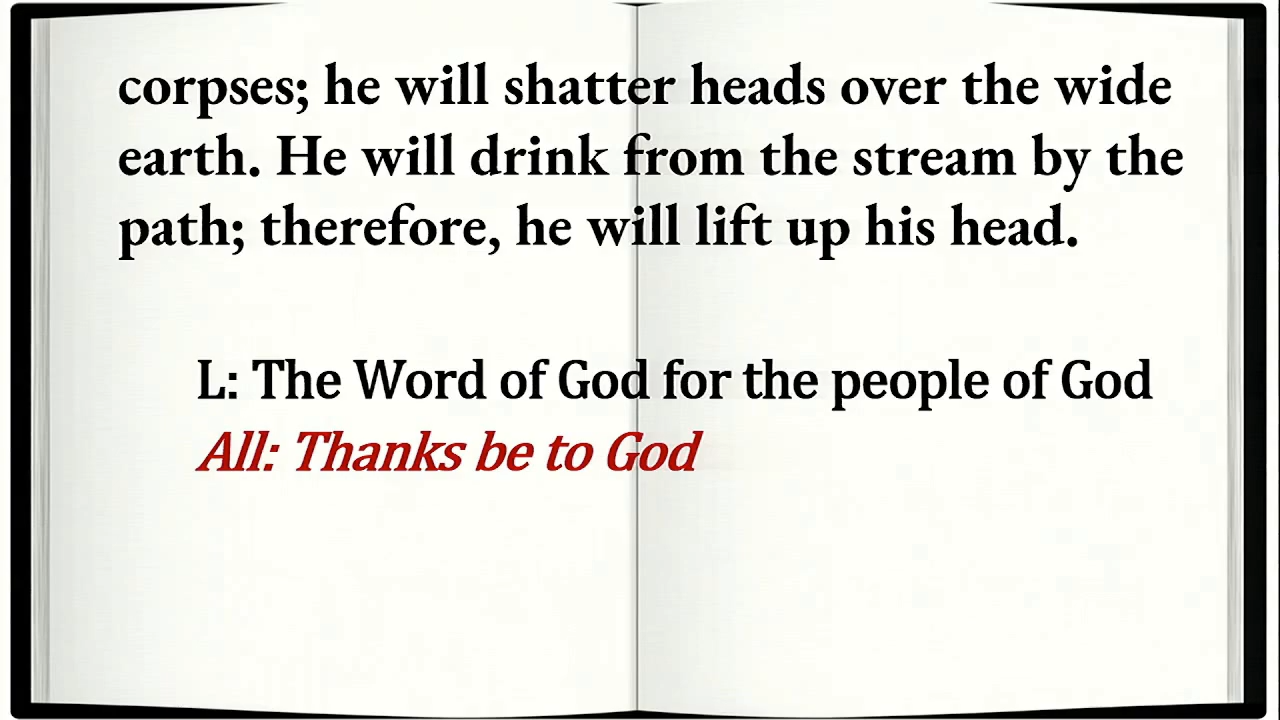 corpses; he will shatter heads over the wide
earth. He will drink from the stream by the
path; therefore, he will lift up his head.
L: The Word of God for the people of God
All: Thanks be to God